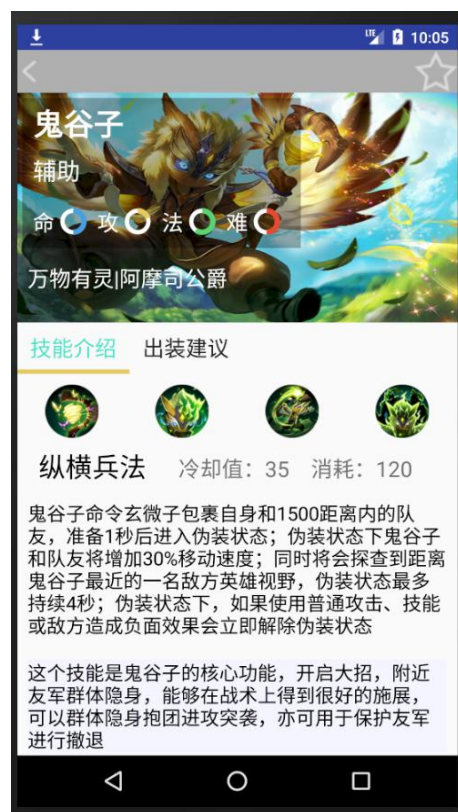 LTE 10:05
鬼谷子
辅助
命 攻 法 难
万物有灵|阿摩司公爵
技能介绍 出装建议
纵横兵法 冷却值：35 消耗：120
鬼谷子命令玄微子包裹自身和1500距离内的队
友，准备1秒后进入伪装状态；伪装状态下鬼谷子
和队友将增加30%移动速度；同时将会探查到距离
鬼谷子最近的一名敌方英雄视野，伪装状态最多
持续4秒；伪装状态下，如果使用普通攻击、技能
或敌方造成负面效果会立即解除伪装状态
这个技能是鬼谷子的核心功能，开启大招，附近
友军群体隐身，能够在战术上得到很好的施展，
可以群体隐身抱团进攻突袭，亦可用于保护友军
进行撤退